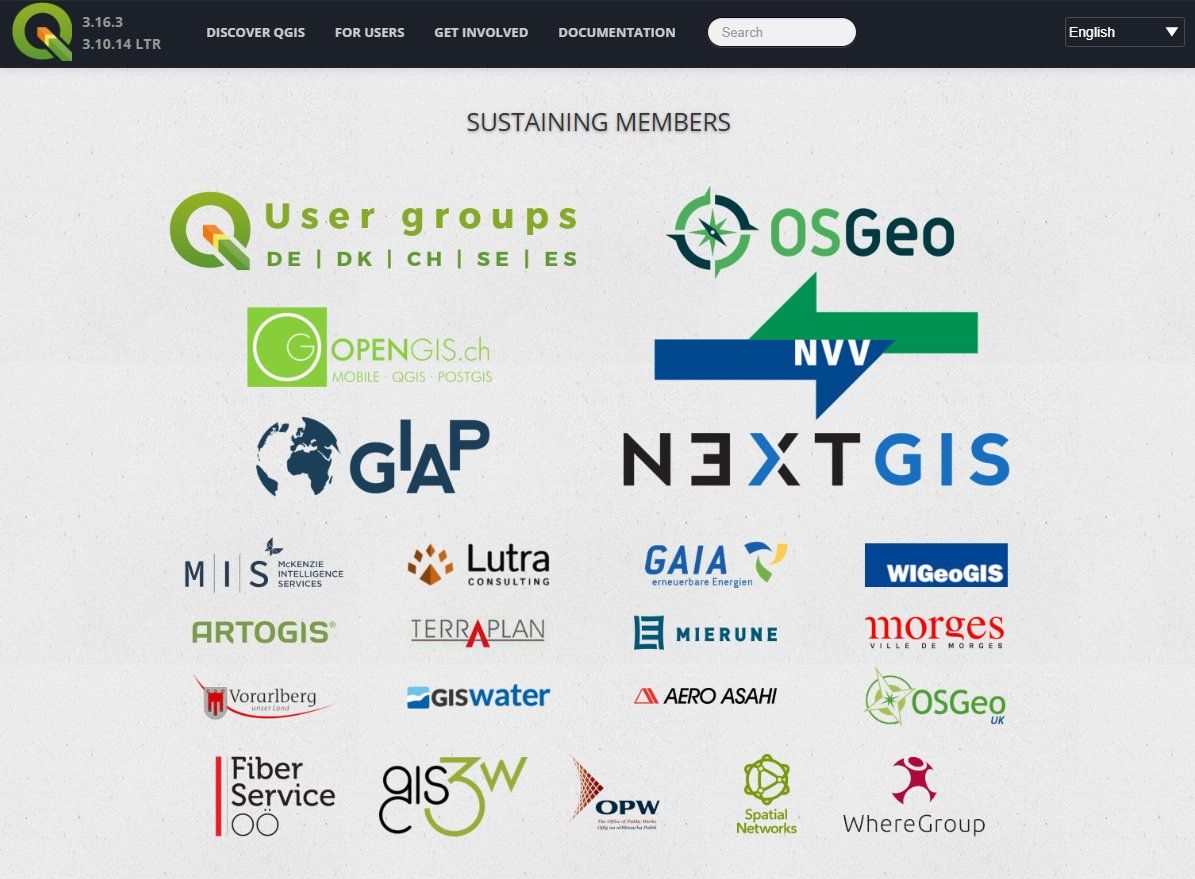 3.16.3
3.10.14 LTR
DISCOVER QGIS
FOR USERS
GET INVOLVED
DOCUMENTATION
Search
English
SUSTAINING MEMBERS
User groups
DE | DK | CH | SE | ES
OSGeo
G OPENGIS.ch
MOBILE · QGIS · POSTGIS
NVV
GIAP
NEXTGIS
MIS McKENZIE
INTELLIGENCE
SERVICES
Lutra
CONSULTING
GAIA
erneuerbare Energien
WIGeoGIS
ARTOGIS®
TERRAPLAN
MIERUNE
morges
VILLE DE MORGES
Vorarlberg
unser Land
GISwater
AERO ASAHI
OSGeo
UK
Fiber
Service
OÖ
gis3w
OPW
The Office of Public Works
Oifig na nOibreacha Poiblí
Spatial
Networks
WhereGroup